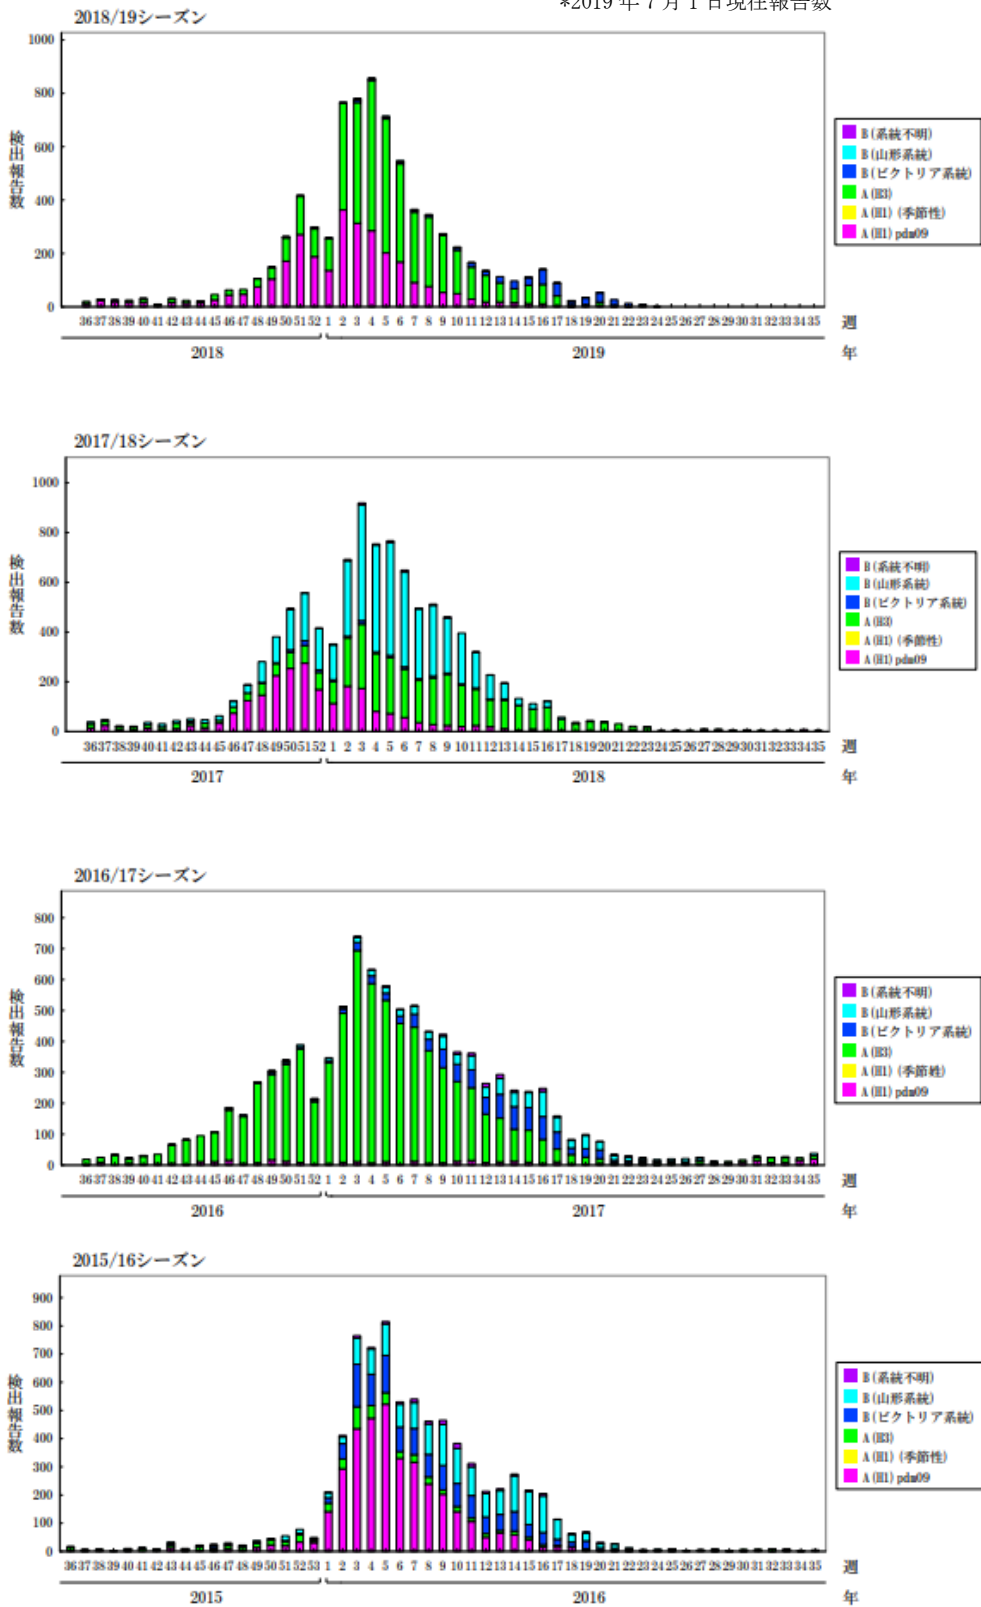 *2019 年 7 月 1 日現在報告数
2018/19シーズン
検出報告数
1000
800
600
400
200
0
B(系統不明)
B(山形系統)
B(ビクトリア系統)
A(H3)
A(H1)(季節性)
A(H1)pdm09
36 37 38 39 40 41 42 43 44 45 46 47 48 49 50 51 52 1 2 3 4 5 6 7 8 9 10 11 12 13 14 15 16 17 18 19 20 21 22 23 24 25 26 27 28 29 30 31 32 33 34 35 週
2018 2019 年
2017/18シーズン
検出報告数
1000
800
600
400
200
0
B(系統不明)
B(山形系統)
B(ビクトリア系統)
A(H3)
A(H1)(季節性)
A(H1)pdm09
36 37 38 39 40 41 42 43 44 45 46 47 48 49 50 51 52 1 2 3 4 5 6 7 8 9 10 11 12 13 14 15 16 17 18 19 20 21 22 23 24 25 26 27 28 29 30 31 32 33 34 35 週
2017 2018 年
2016/17シーズン
検出報告数
800
700
600
500
400
300
200
100
0
B(系統不明)
B(山形系統)
B(ビクトリア系統)
A(H3)
A(H1)(季節性)
A(H1)pdm09
36 37 38 39 40 41 42 43 44 45 46 47 48 49 50 51 52 1 2 3 4 5 6 7 8 9 10 11 12 13 14 15 16 17 18 19 20 21 22 23 24 25 26 27 28 29 30 31 32 33 34 35 週
2016 2017 年
2015/16シーズン
検出報告数
900
800
700
600
500
400
300
200
100
0
B(系統不明)
B(山形系統)
B(ビクトリア系統)
A(H3)
A(H1)(季節性)
A(H1)pdm09
36 37 38 39 40 41 42 43 44 45 46 47 48 49 50 51 52 53 1 2 3 4 5 6 7 8 9 10 11 12 13 14 15 16 17 18 19 20 21 22 23 24 25 26 27 28 29 30 31 32 33 34 35 週
2015 2016 年